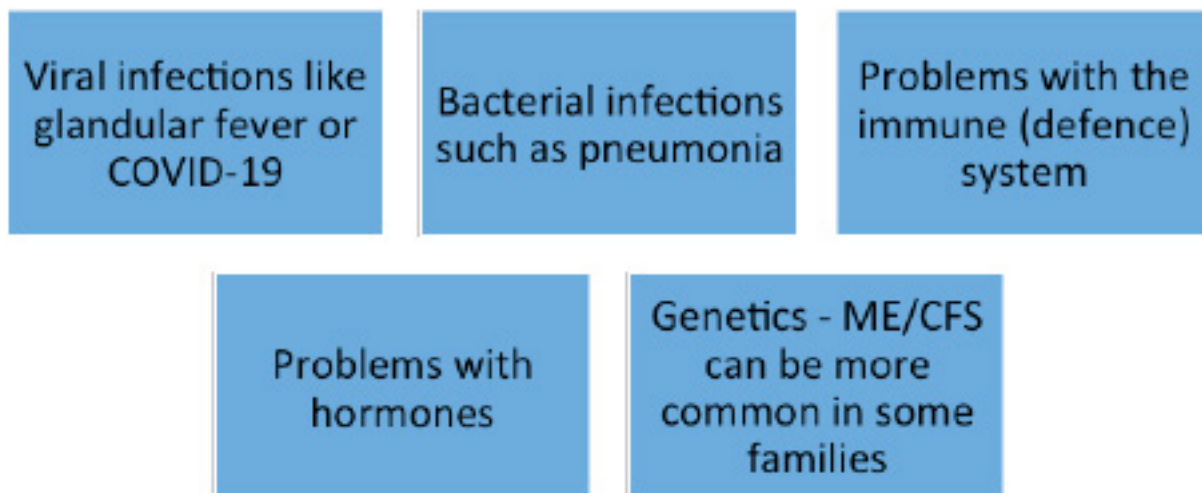 Viral infections like
glandular fever or
COVID-19
Bacterial infections
such as pneumonia
Problems with the
immune (defence)
system
Problems with
hormones
Genetics - ME/CFS
can be more
common in some
families